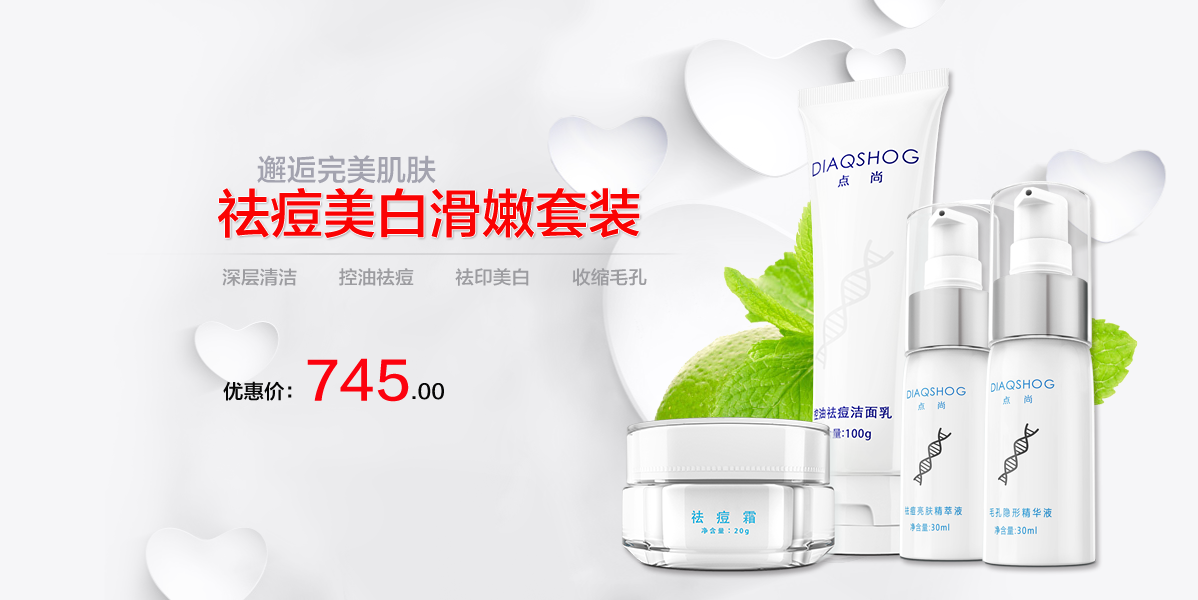 邂逅完美肌肤
祛痘美白滑嫩套装
深层清洁 控油祛痘 祛印美白 收缩毛孔
优惠价：745.00
DIAQSHOG
点尚
控油祛痘洁面乳
量:100g
祛痘霜
净含量：20g
DIAQSHOG
点尚
祛痘亮肤精萃液
净含量:30ml
DIAQSHOG
点尚
毛孔隐形精华液
净含量:30ml